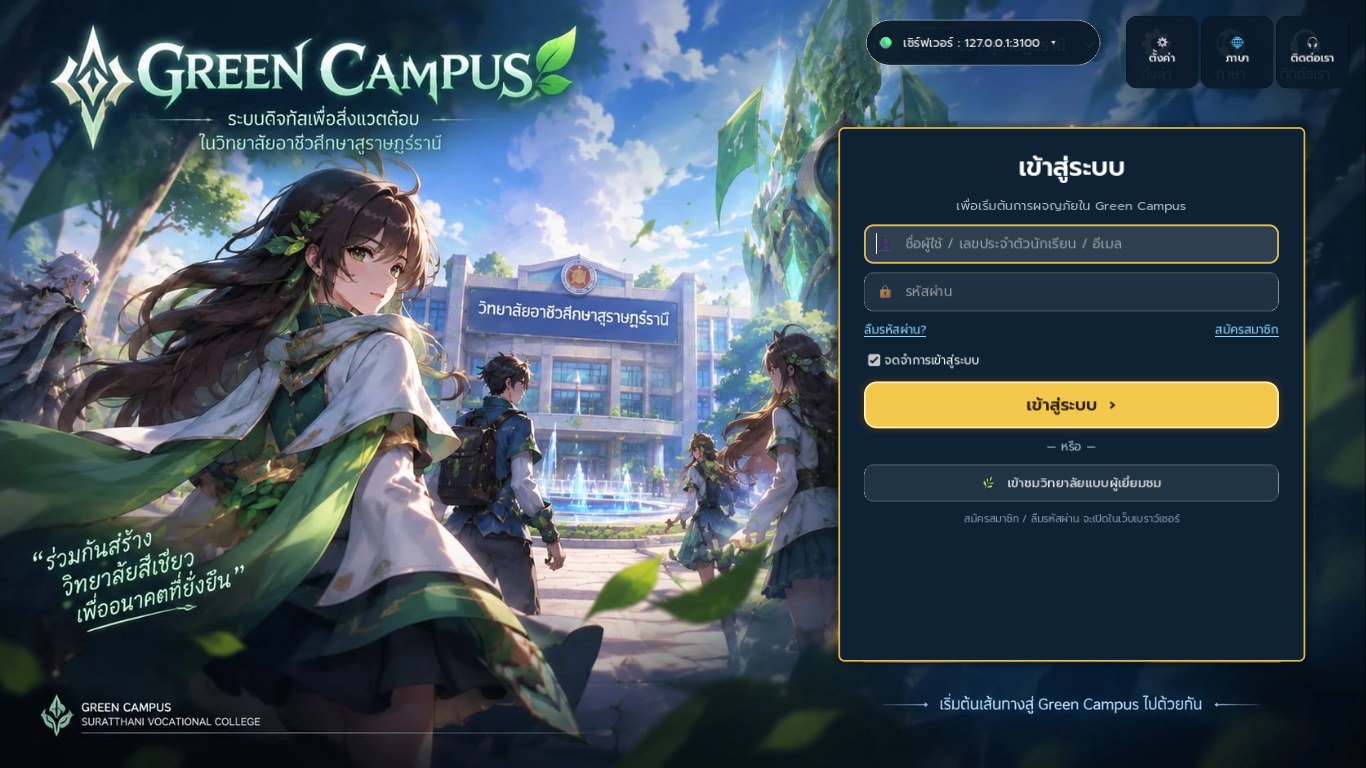 GREEN CAMPUS
ระบบดิจทัสเพื่อสิ่งแวตต้อม
ในวิทยาลัยอาชีวศึกษาสูราษฎร์รานี
เซิร์ฟเวอร์ : 127.0.0.1:3100
ตั้งค่า
ภาษา
ติดต่อเรา
เข้าสู่ระบบ
เพื่อเริ่มต้นการผจญภัยใน Green Campus
ชื่อผู้ใช้ / เลขประจำตัวนักเรียน / อีเมล
รหัสผ่าน
ลืมรหัสผ่าน?
สมัครสมาชิก
จดจำการเข้าสู่ระบบ
เข้าสู่ระบบ ›
— หรือ —
เข้าชมวิทยาลัยแบบผู้เยี่ยมชม
สมัครสมาชิก / ลืมรหัสผ่าน จะเปิดในเว็บเบราว์เซอร์
วิทยาลัยอาชีวศึกษาสุราษฎร์รานี
“ร่วมกันสร้าง
วิทยาลัยสีเขียว
เพื่ออนาคตที่ยั่งยืน”
GREEN CAMPUS
SURATTHANI VOCATIONAL COLLEGE
เริ่มต้นเส้นทางสู่ Green Campus ไปด้วยกัน